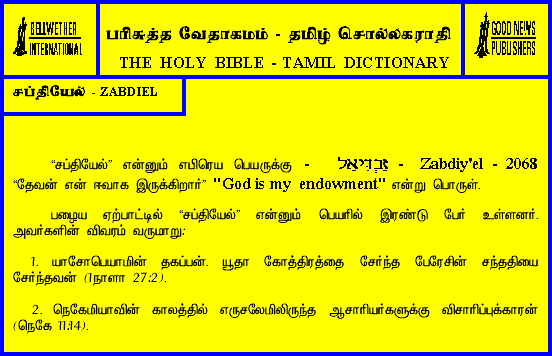 BELLWETHER
INTERNATIONAL
பரிசுத்த வேதாகமம் - தமிழ் சொல்லகராதி
THE HOLY BIBLE - TAMIL DICTIONARY
GOOD NEWS
PUBLISHERS
சப்தியேல் - ZABDIEL
“சப்தியேல்” என்னும் எபிரெய பெயருக்கு - זַבְדִּיאֵל - Zabdiy'el - 2068
“தேவன் என் ஈவாக இருக்கிறார்” "God is my endowment" என்று பொருள்.
பழைய ஏற்பாட்டில் “சப்தியேல்” என்னும் பெயரில் இரண்டு பேர் உள்ளனர்.
அவர்களின் விவரம் வருமாறு:
1. யாசோபெயாமின் தகப்பன். யூதா கோத்திரத்தை சேர்ந்த பேரேசின் சந்ததியை
சேர்ந்தவன் (1நாளா 27:2).
2. நெகேமியாவின் காலத்தில் எருசலேமிலிருந்த ஆசாரியர்களுக்கு விசாரிப்புக்காரன்
(நெகே 11:14).